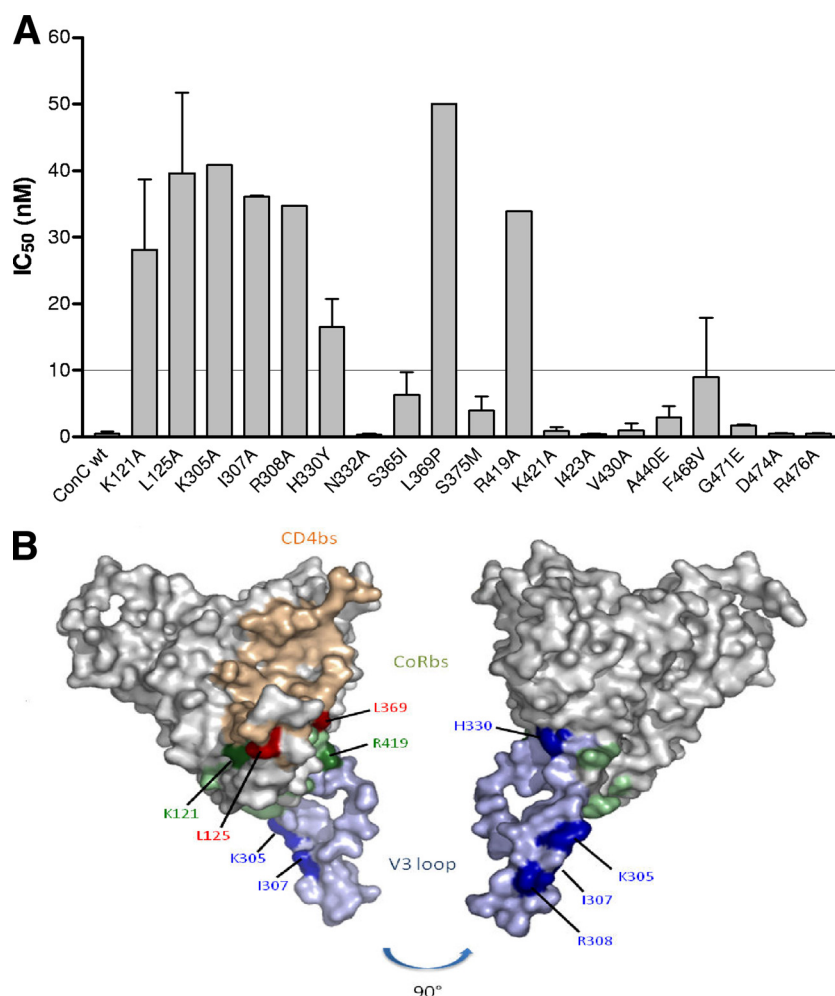 A
60
50
40
30
20
10
0
IC50 (nM)
ConC wt
K121A
L125A
K305A
I307A
R308A
H330Y
N332A
S365I
L369P
S375M
R419A
K421A
I423A
V430A
A440E
F468V
G471E
D474A
R476A
B
CD4bs
CoRbs
L369
H330
R419
K121
L125
K305
V3 loop
K305
I307
I307
R308
90°